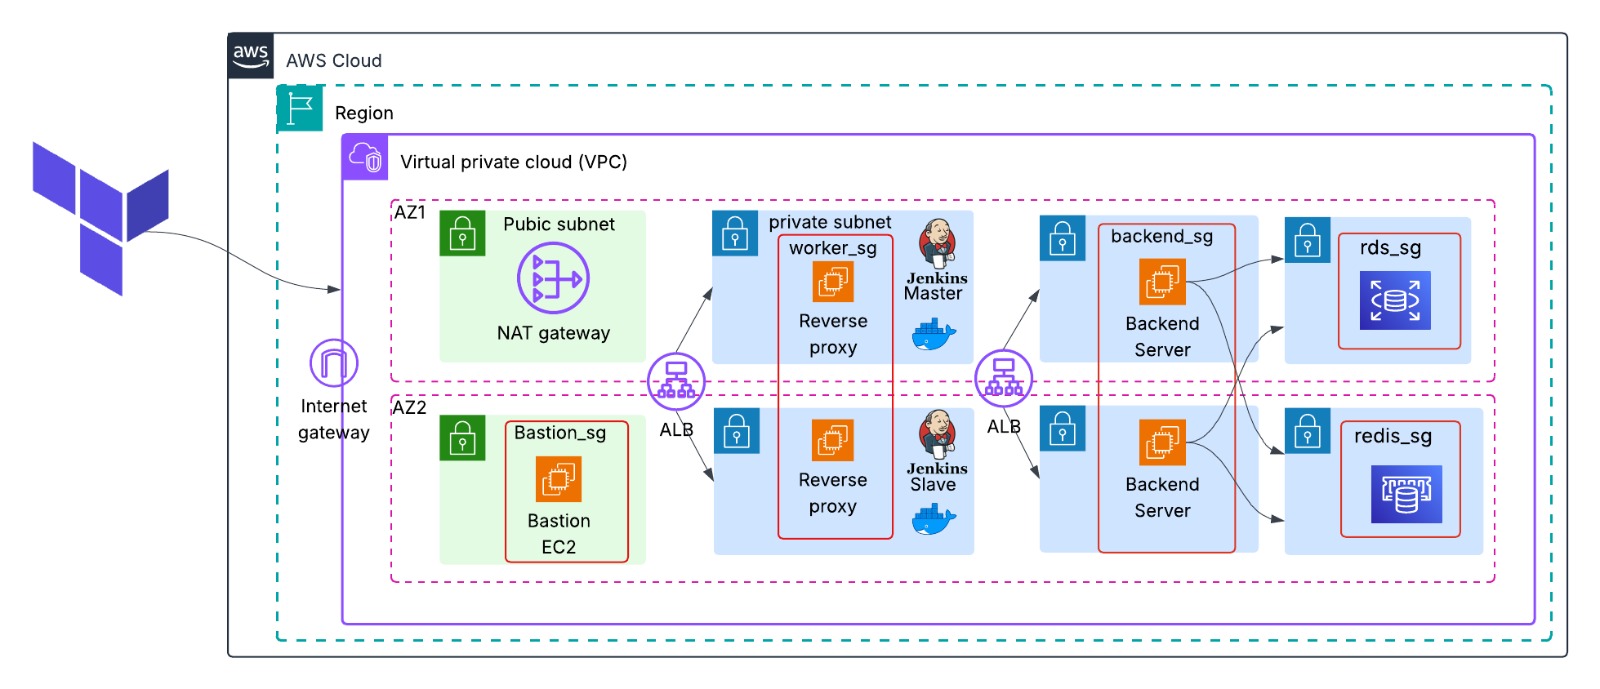 aws
AWS Cloud
Region
Virtual private cloud (VPC)
AZ1
Pubic subnet
NAT gateway
private subnet
worker_sg
Reverse
proxy
Jenkins
Master
backend_sg
Backend
Server
rds_sg
Internet
gateway
ALB
ALB
AZ2
Bastion_sg
Bastion
EC2
Reverse
proxy
Jenkins
Slave
Backend
Server
redis_sg